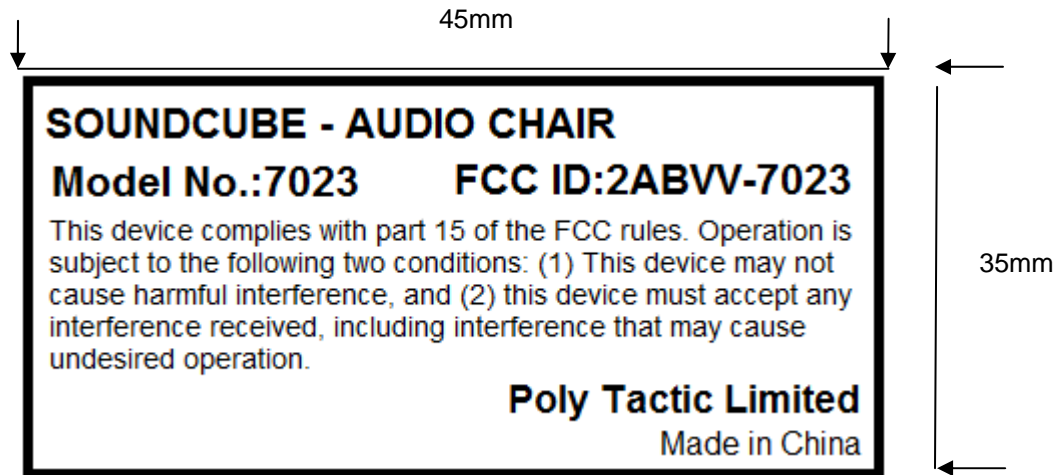 45mm
SOUNDCUBE - AUDIO CHAIR
Model No.:7023 FCC ID:2ABVV-7023
This device complies with part 15 of the FCC rules. Operation is
subject to the following two conditions: (1) This device may not
cause harmful interference, and (2) this device must accept any
interference received, including interference that may cause
undesired operation.
35mm
Poly Tactic Limited
Made in China